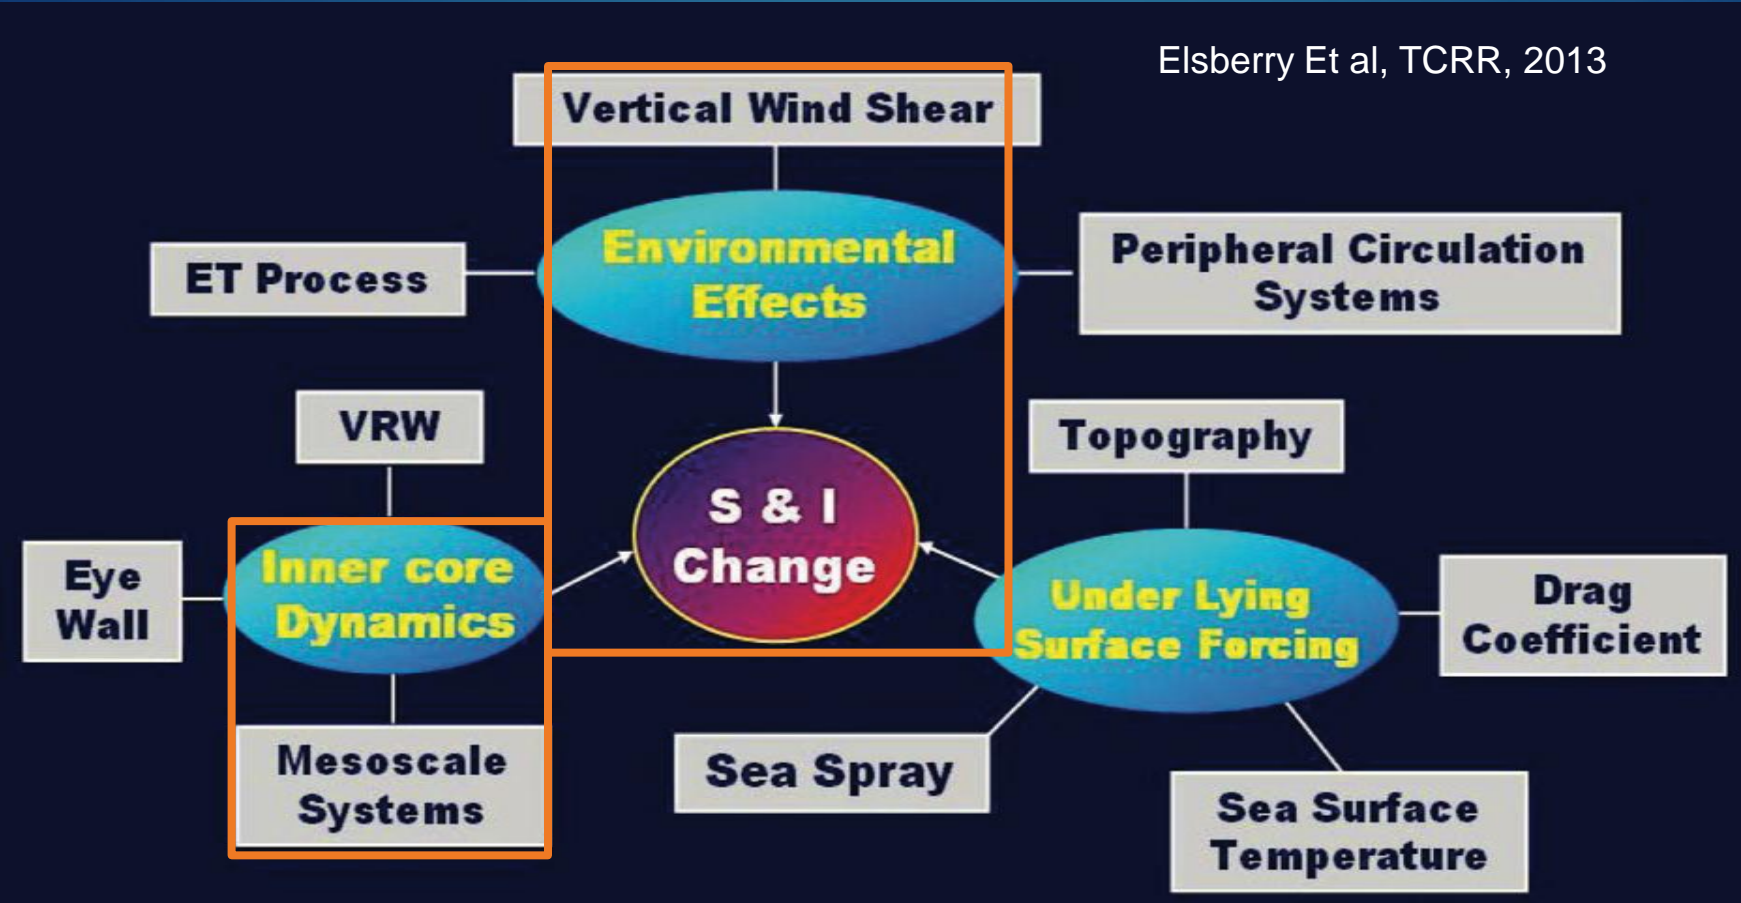 Elsberry Et al, TCRR, 2013
Vertical Wind Shear
Environmental
Effects
ET Process
Peripheral Circulation
Systems
VRW
Topography
S & I
Change
Inner core
Dynamics
Eye
Wall
Under Lying
Surface Forcing
Drag
Coefficient
Mesoscale
Systems
Sea Spray
Sea Surface
Temperature